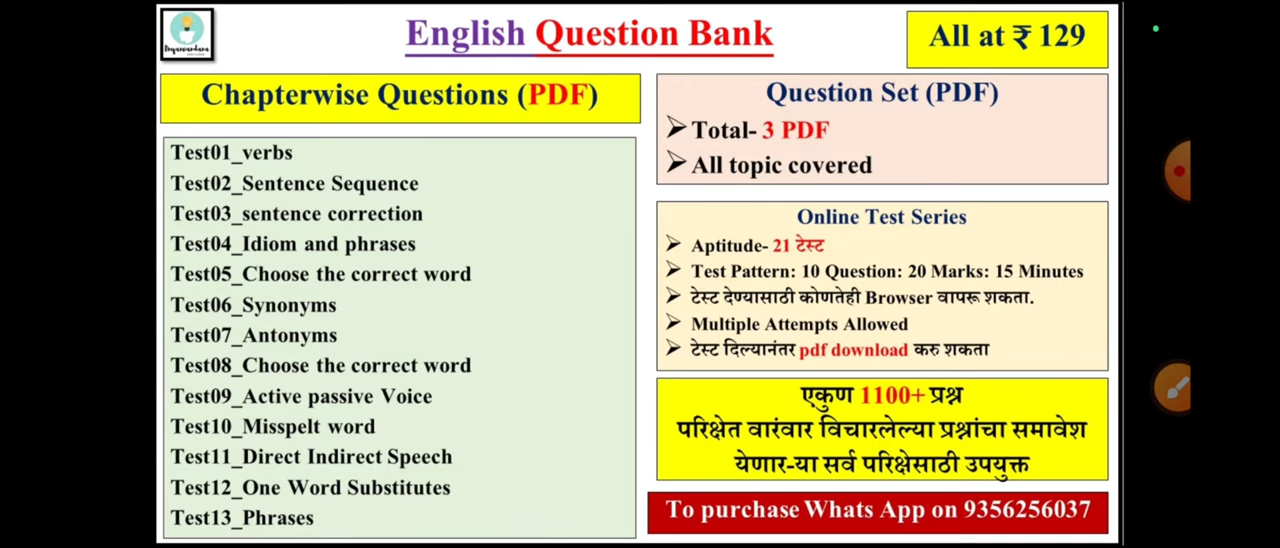 English Question Bank
All at ₹ 129
Chapterwise Questions (PDF)
Test01_verbs
Test02_Sentence Sequence
Test03_sentence correction
Test04_Idiom and phrases
Test05_Choose the correct word
Test06_Synonyms
Test07_Antonyms
Test08_Choose the correct word
Test09_Active passive Voice
Test10_Misspelt word
Test11_Direct Indirect Speech
Test12_One Word Substitutes
Test13_Phrases
Question Set (PDF)
Total- 3 PDF
All topic covered
Online Test Series
Aptitude- 21 टेस्ट
Test Pattern: 10 Question: 20 Marks: 15 Minutes
टेस्ट देण्यासाठी कोणतेही Browser वापरू शकता.
Multiple Attempts Allowed
टेस्ट दिल्यानंतर pdf download करु शकता
एकुण 1100+ प्रश्न
परिक्षेत वारंवार विचारलेल्या प्रश्नांचा समावेश
येणार-या सर्व परिक्षेसाठी उपयुक्त
To purchase Whats App on 9356256037